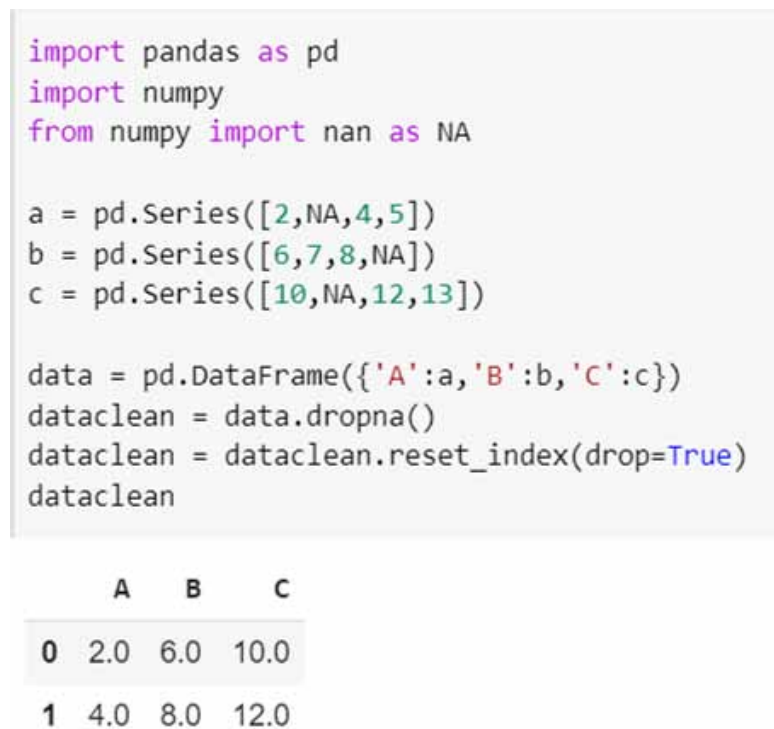 import pandas as pd
import numpy
from numpy import nan as NA
a = pd.Series([2,NA,4,5])
b = pd.Series([6,7,8,NA])
c = pd.Series([10,NA,12,13])
data = pd.DataFrame({'A':a,'B':b,'C':c})
dataclean = data.dropna()
dataclean = dataclean.reset_index(drop=True)
dataclean
A B C
0 2.0 6.0 10.0
1 4.0 8.0 12.0